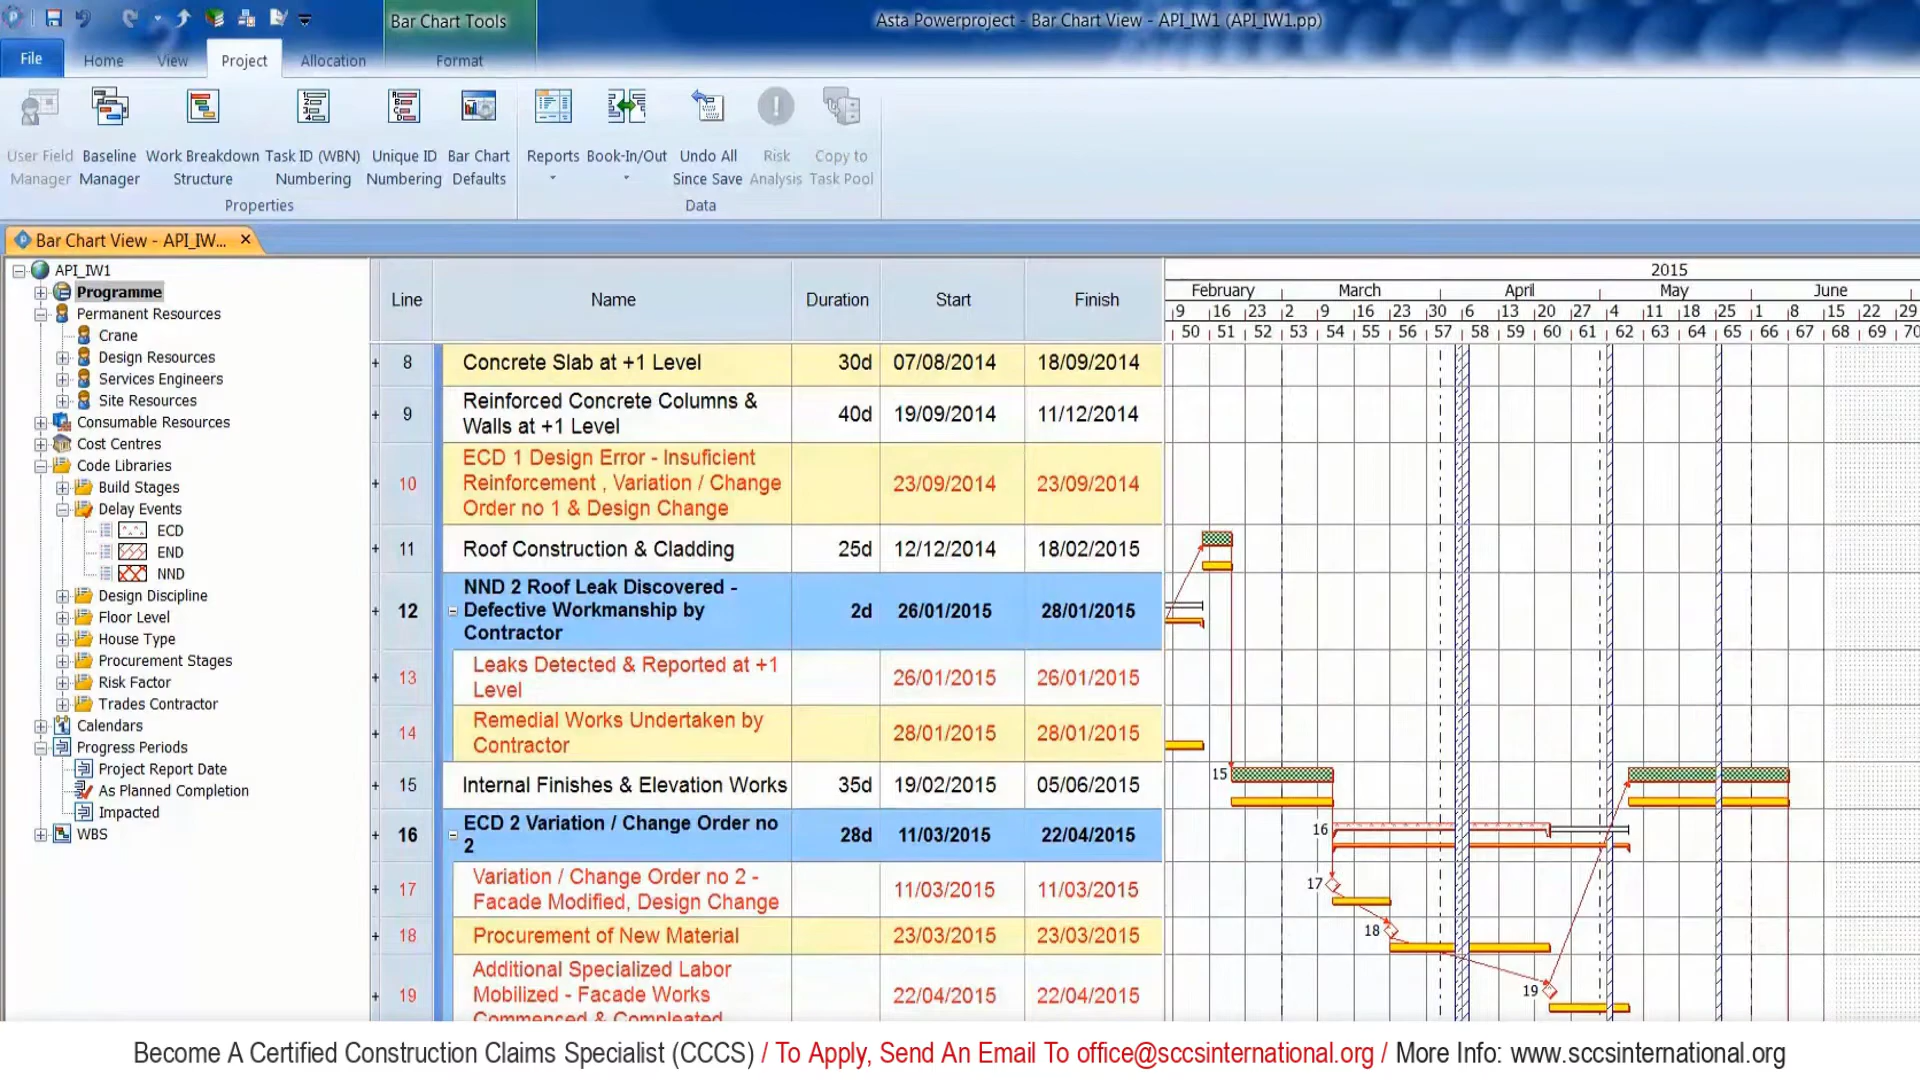 Bar Chart Tools
Asta Powerproject - Bar Chart View - API_IW1 (API_IW1.pp)
File
Home
View
Project
Allocation
Format
User Field Manager
Baseline Manager
Work Breakdown Structure
Task ID (WBN) Numbering
Unique ID Numbering
Bar Chart Defaults
Reports
Book-In/Out
Undo All Since Save
Risk Analysis
Copy to Task Pool
Properties
Data
Bar Chart View - API_IW...
API_IW1
Programme
Permanent Resources
Crane
Design Resources
Services Engineers
Site Resources
Consumable Resources
Cost Centres
Code Libraries
Build Stages
Delay Events
ECD
END
NND
Design Discipline
Floor Level
House Type
Procurement Stages
Risk Factor
Trades Contractor
Calendars
Progress Periods
Project Report Date
As Planned Completion
Impacted
WBS
Line Name Duration Start Finish
8 Concrete Slab at +1 Level 30d 07/08/2014 18/09/2014
9 Reinforced Concrete Columns &
Walls at +1 Level 40d 19/09/2014 11/12/2014
10 ECD 1 Design Error - Insuficient
Reinforcement , Variation / Change
Order no 1 & Design Change 23/09/2014 23/09/2014
11 Roof Construction & Cladding 25d 12/12/2014 18/02/2015
12 NND 2 Roof Leak Discovered -
Defective Workmanship by
Contractor 2d 26/01/2015 28/01/2015
13 Leaks Detected & Reported at +1
Level 26/01/2015 26/01/2015
14 Remedial Works Undertaken by
Contractor 28/01/2015 28/01/2015
15 Internal Finishes & Elevation Works 35d 19/02/2015 05/06/2015
16 ECD 2 Variation / Change Order no
2 28d 11/03/2015 22/04/2015
17 Variation / Change Order no 2 -
Facade Modified, Design Change 11/03/2015 11/03/2015
18 Procurement of New Material 23/03/2015 23/03/2015
19 Additional Specialized Labor
Mobilized - Facade Works
Commenced & Compleated 22/04/2015 22/04/2015
2015
February March April May June
9 16 23 2 9 16 23 30 6 13 20 27 4 11 18 25 1 8 15 22 29
50 51 52 53 54 55 56 57 58 59 60 61 62 63 64 65 66 67 68 69 70
15
16
17
18
19
Become A Certified Construction Claims Specialist (CCCS) / To Apply, Send An Email To office@sccsinternational.org / More Info: www.sccsinternational.org